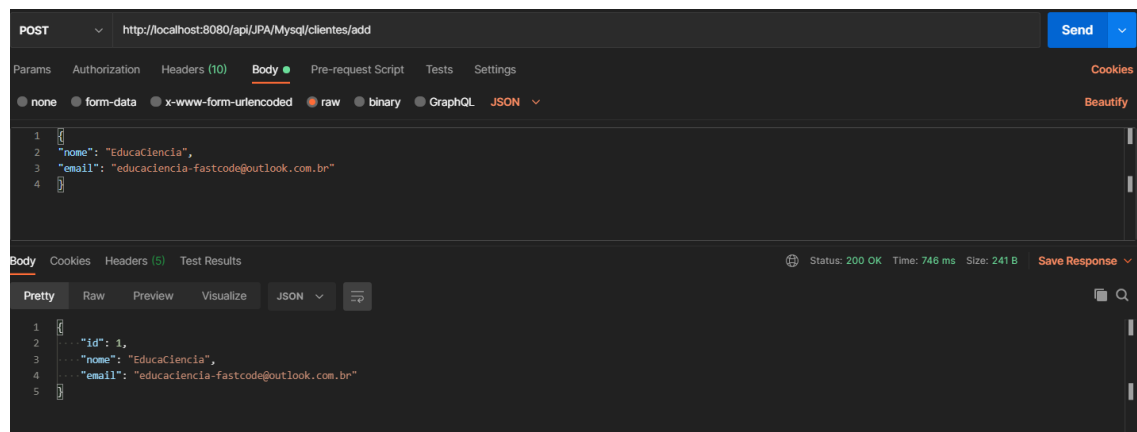 POST http://localhost:8080/api/JPA/Mysql/clientes/add Send
Params Authorization Headers (10) Body Pre-request Script Tests Settings Cookies
none form-data x-www-form-urlencoded raw binary GraphQL JSON Beautify
1 {
2 "nome": "EducaCiencia",
3 "email": "educaciencia-fastcode@outlook.com.br"
4 }
Body Cookies Headers (5) Test Results Status: 200 OK Time: 746 ms Size: 241 B Save Response
Pretty Raw Preview Visualize JSON
1 {
2 "id": 1,
3 "nome": "EducaCiencia",
4 "email": "educaciencia-fastcode@outlook.com.br"
5 }